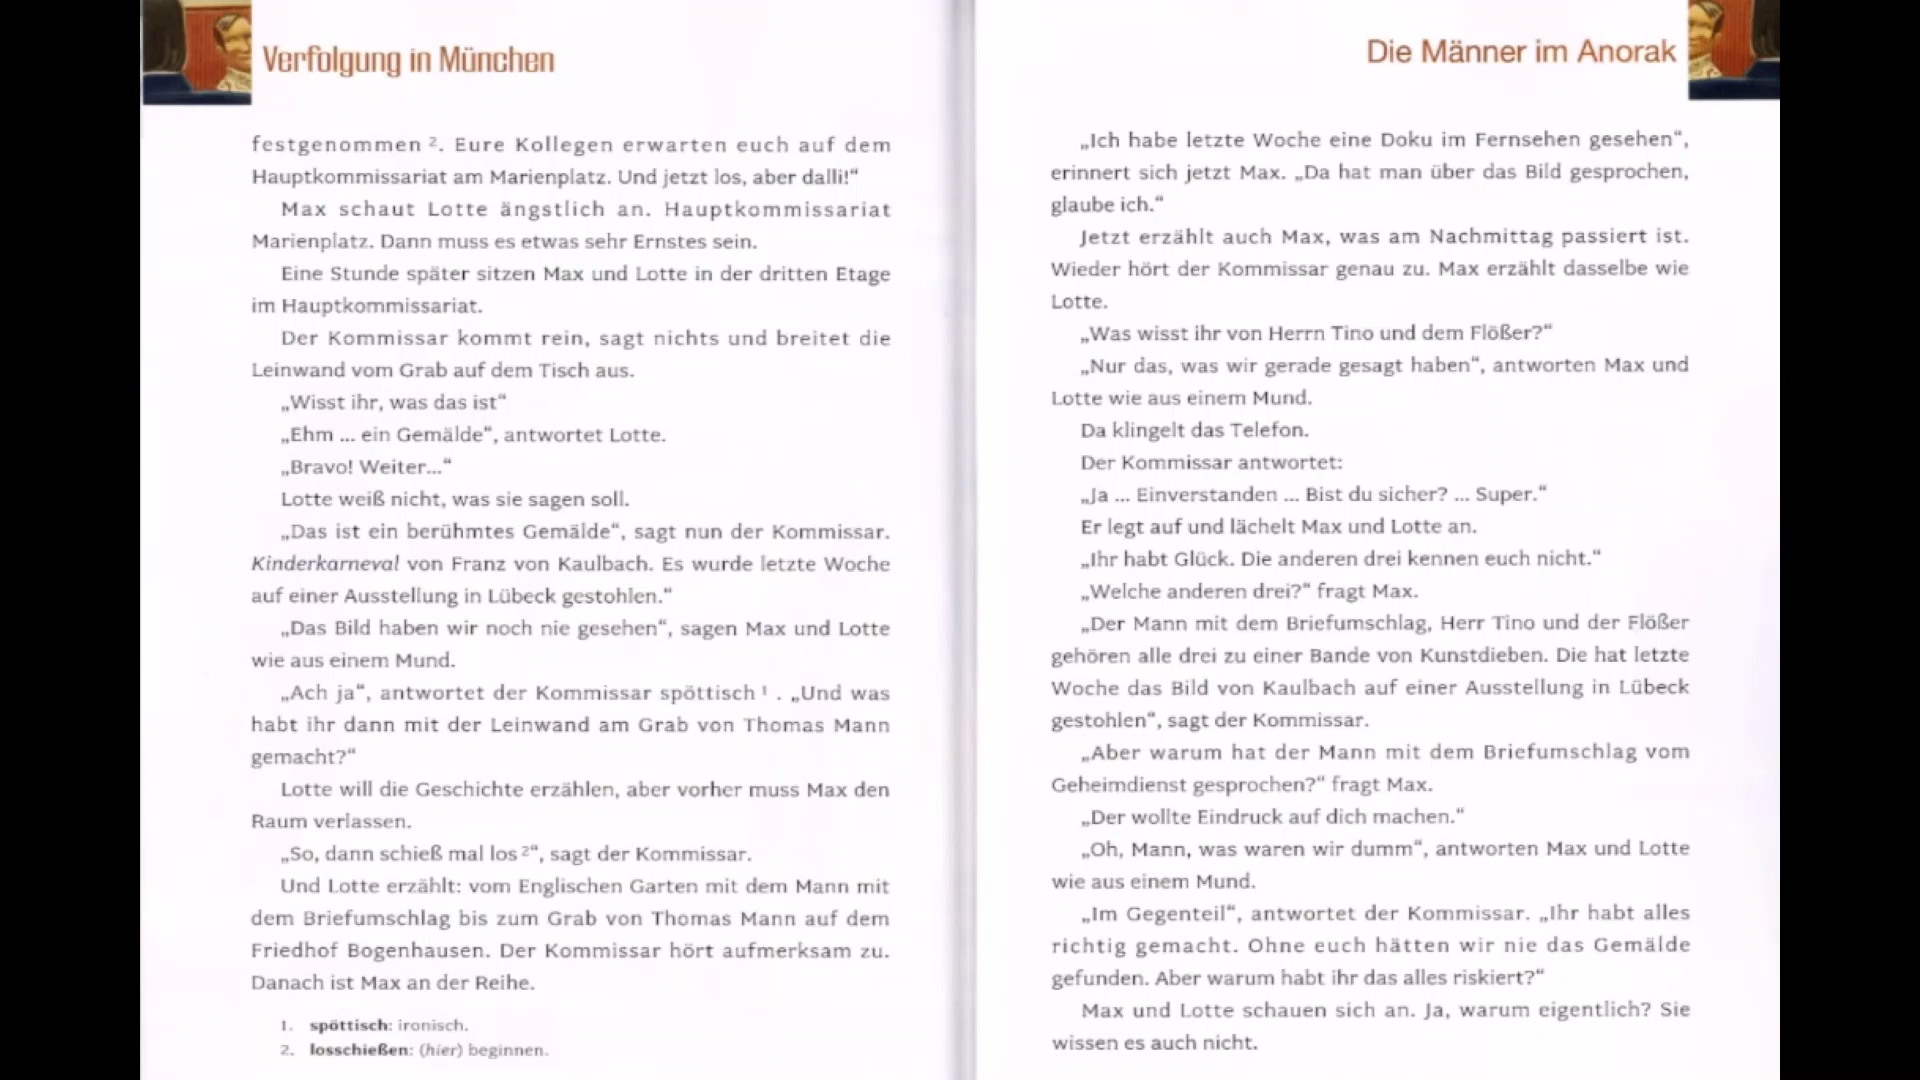 Verfolgung in München
festgenommen ². Eure Kollegen erwarten euch auf dem
Hauptkommissariat am Marienplatz. Und jetzt los, aber dalli!“
Max schaut Lotte ängstlich an. Hauptkommissariat
Marienplatz. Dann muss es etwas sehr Ernstes sein.
Eine Stunde später sitzen Max und Lotte in der dritten Etage
im Hauptkommissariat.
Der Kommissar kommt rein, sagt nichts und breitet die
Leinwand vom Grab auf dem Tisch aus.
„Wisst ihr, was das ist“
„Ehm ... ein Gemälde“, antwortet Lotte.
„Bravo! Weiter...“
Lotte weiß nicht, was sie sagen soll.
„Das ist ein berühmtes Gemälde“, sagt nun der Kommissar.
Kinderkarneval von Franz von Kaulbach. Es wurde letzte Woche
auf einer Ausstellung in Lübeck gestohlen.“
„Das Bild haben wir noch nie gesehen“, sagen Max und Lotte
wie aus einem Mund.
„Ach ja“, antwortet der Kommissar spöttisch ¹ . „Und was
habt ihr dann mit der Leinwand am Grab von Thomas Mann
gemacht?“
Lotte will die Geschichte erzählen, aber vorher muss Max den
Raum verlassen.
„So, dann schieß mal los ²“, sagt der Kommissar.
Und Lotte erzählt: vom Englischen Garten mit dem Mann mit
dem Briefumschlag bis zum Grab von Thomas Mann auf dem
Friedhof Bogenhausen. Der Kommissar hört aufmerksam zu.
Danach ist Max an der Reihe.
1. spöttisch: ironisch.
2. losschießen: (hier) beginnen.
Die Männer im Anorak
„Ich habe letzte Woche eine Doku im Fernsehen gesehen“,
erinnert sich jetzt Max. „Da hat man über das Bild gesprochen,
glaube ich.“
Jetzt erzählt auch Max, was am Nachmittag passiert ist.
Wieder hört der Kommissar genau zu. Max erzählt dasselbe wie
Lotte.
„Was wisst ihr von Herrn Tino und dem Flößer?“
„Nur das, was wir gerade gesagt haben“, antworten Max und
Lotte wie aus einem Mund.
Da klingelt das Telefon.
Der Kommissar antwortet:
„Ja ... Einverstanden ... Bist du sicher? ... Super.“
Er legt auf und lächelt Max und Lotte an.
„Ihr habt Glück. Die anderen drei kennen euch nicht.“
„Welche anderen drei?“ fragt Max.
„Der Mann mit dem Briefumschlag, Herr Tino und der Flößer
gehören alle drei zu einer Bande von Kunstdieben. Die hat letzte
Woche das Bild von Kaulbach auf einer Ausstellung in Lübeck
gestohlen“, sagt der Kommissar.
„Aber warum hat der Mann mit dem Briefumschlag vom
Geheimdienst gesprochen?“ fragt Max.
„Der wollte Eindruck auf dich machen.“
„Oh, Mann, was waren wir dumm“, antworten Max und Lotte
wie aus einem Mund.
„Im Gegenteil“, antwortet der Kommissar. „Ihr habt alles
richtig gemacht. Ohne euch hätten wir nie das Gemälde
gefunden. Aber warum habt ihr das alles riskiert?“
Max und Lotte schauen sich an. Ja, warum eigentlich? Sie
wissen es auch nicht.